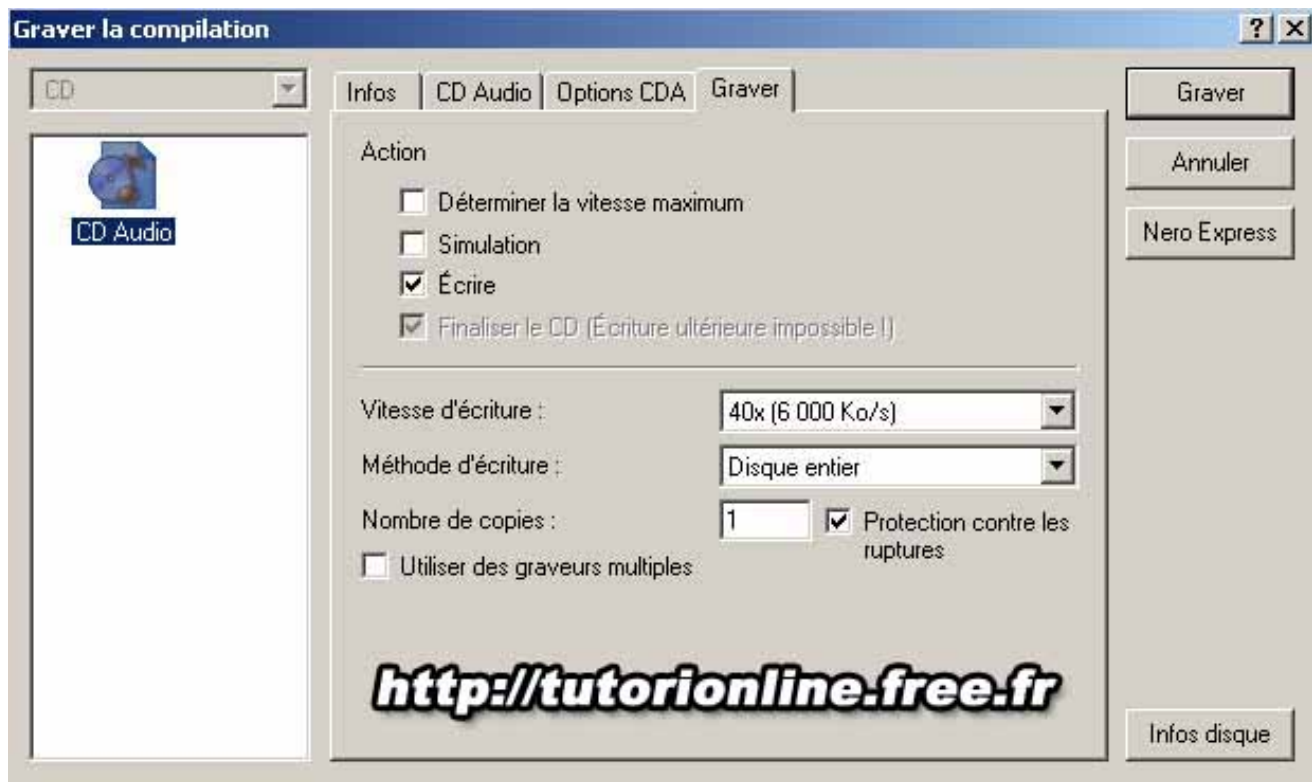 Graver la compilation
CD
CD Audio
Infos
CD Audio
Options CDA
Graver
Action
Déterminer la vitesse maximum
Simulation
Écrire
Finaliser le CD (Écriture ultérieure impossible !)
Vitesse d'écriture :
40x (6 000 Ko/s)
Méthode d'écriture :
Disque entier
Nombre de copies :
1
Protection contre les
ruptures
Utiliser des graveurs multiples
http://tutorionline.free.fr
Graver
Annuler
Nero Express
Infos disque